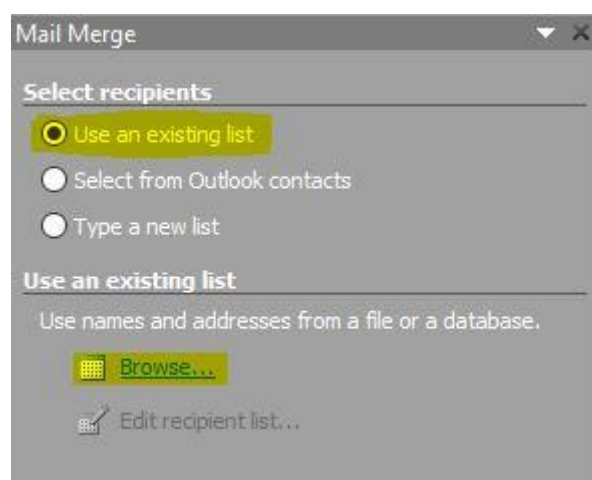 Mail Merge
Select recipients
Use an existing list
Select from Outlook contacts
Type a new list
Use an existing list
Use names and addresses from a file or a database.
Browse...
Edit recipient list...